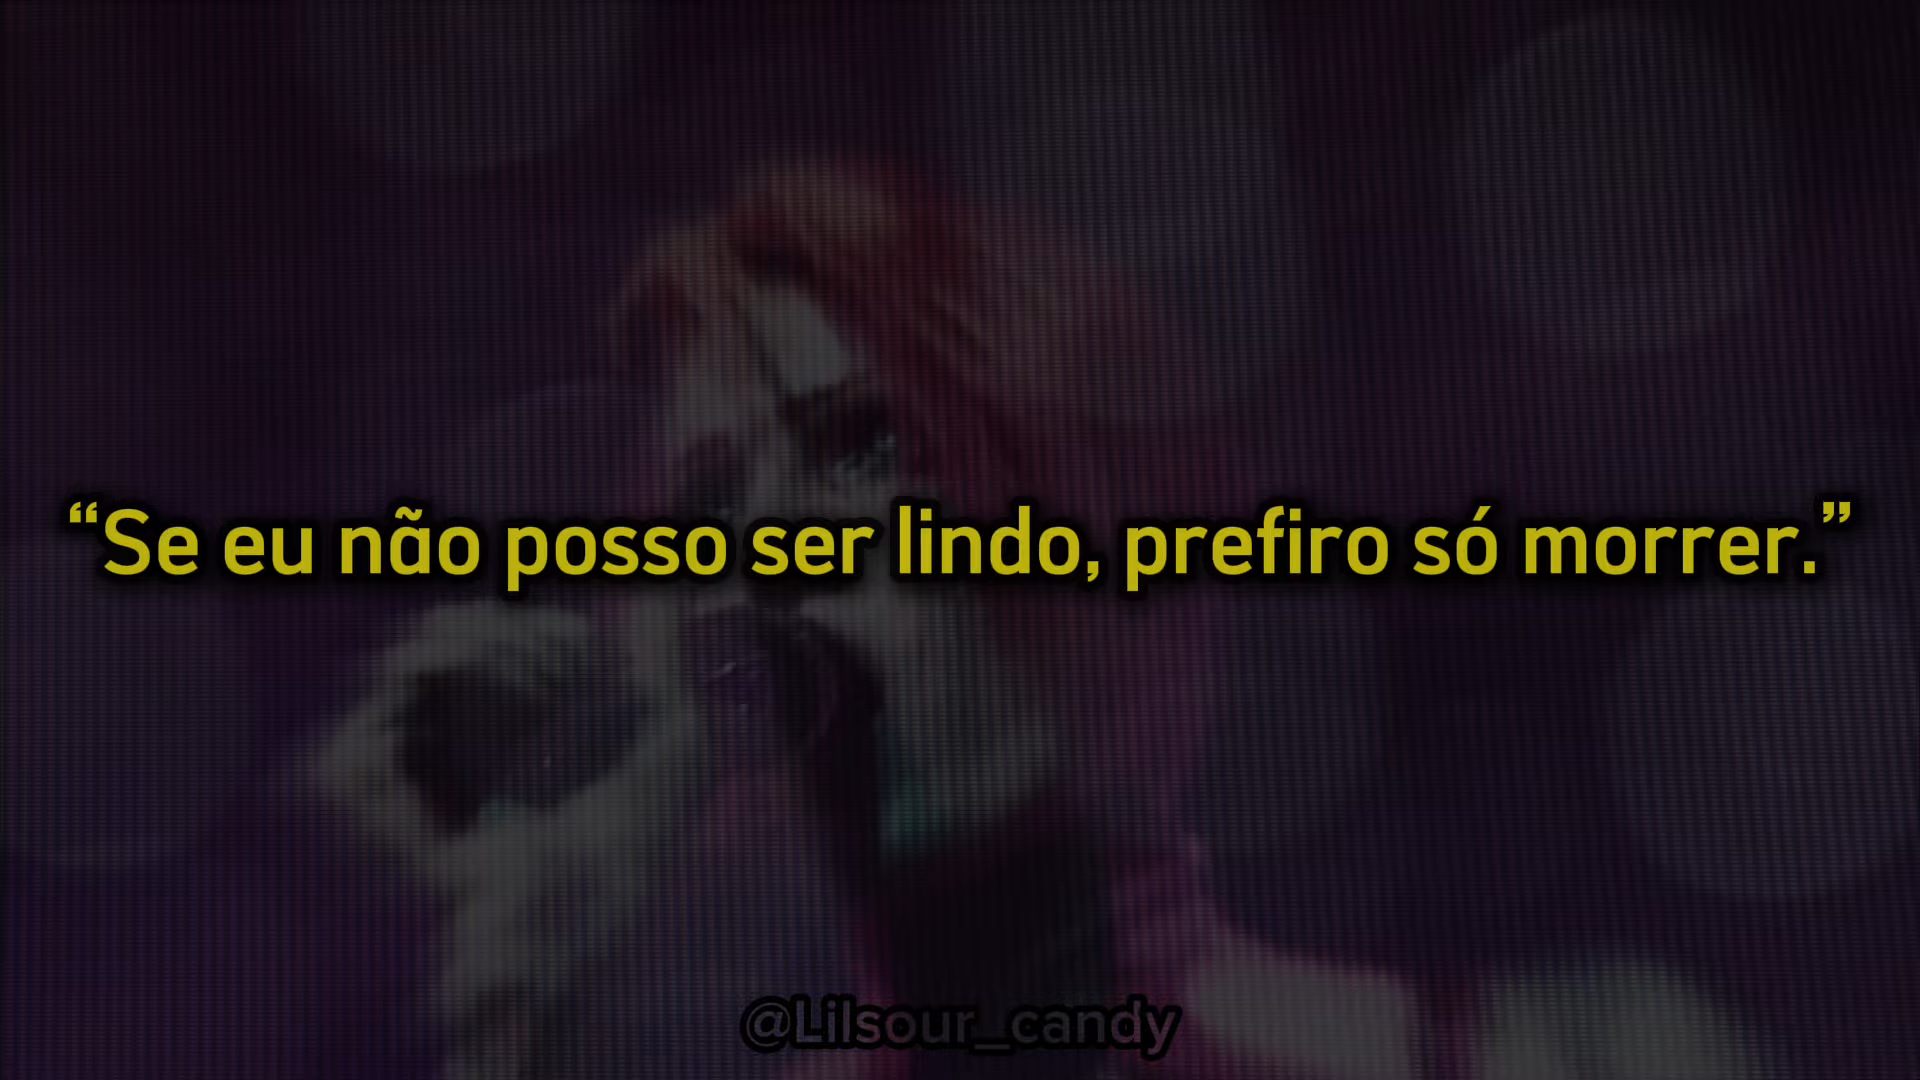 “Se eu não posso ser lindo, prefiro só morrer.”
@Lilsour_candy